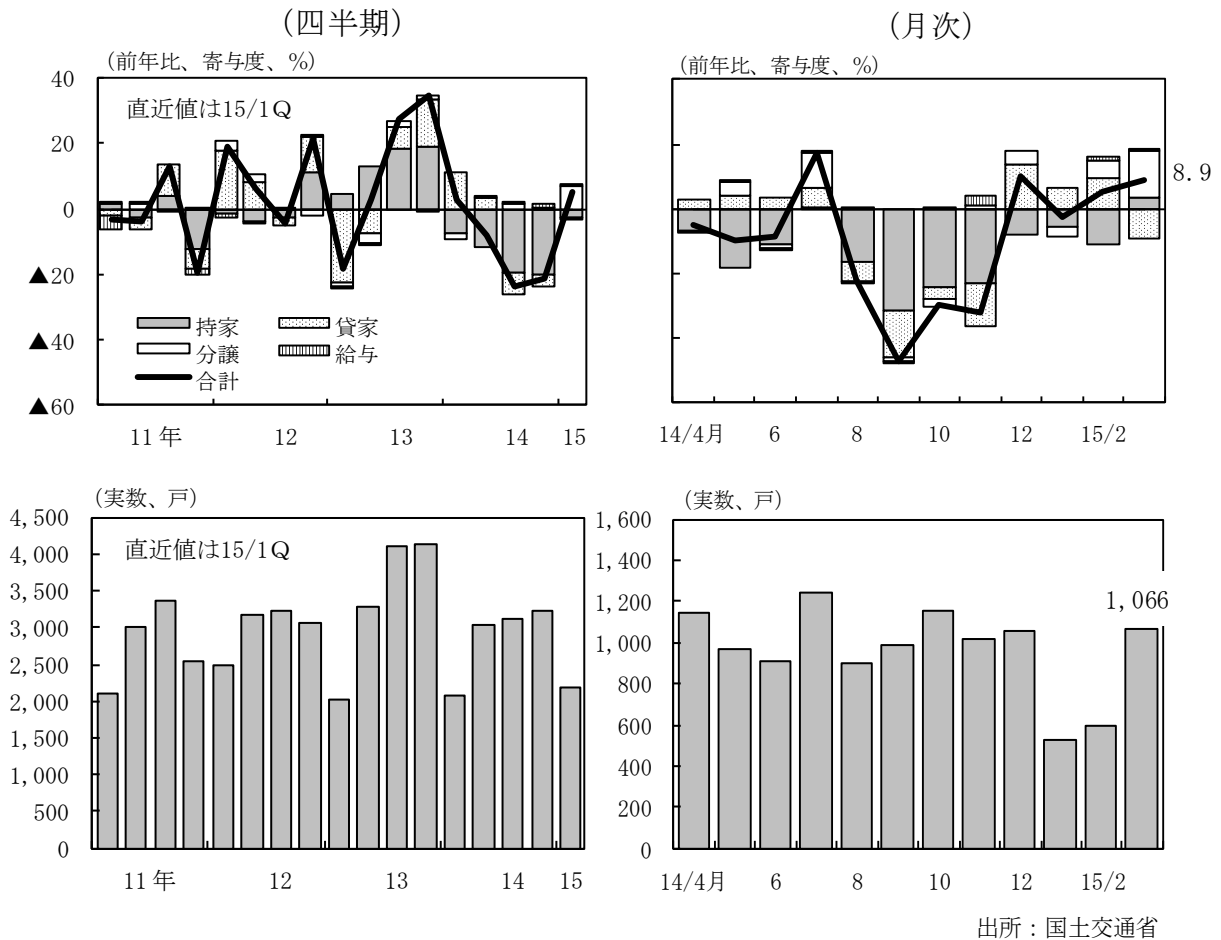 (四半期)
(月次)
(前年比、寄与度、%)
(前年比、寄与度、%)
直近値は15/1Q
40
20
0
▲20
▲40
▲60
持家
貸家
分譲
給与
合計
11年
12
13
14
15
8.9
14/4月
6
8
10
12
15/2
(実数、戸)
(実数、戸)
直近値は15/1Q
4,500
4,000
3,500
3,000
2,500
2,000
1,500
1,000
500
0
11年
12
13
14
15
1,600
1,400
1,200
1,000
800
600
400
200
0
1,066
14/4月
6
8
10
12
15/2
出所：国土交通省